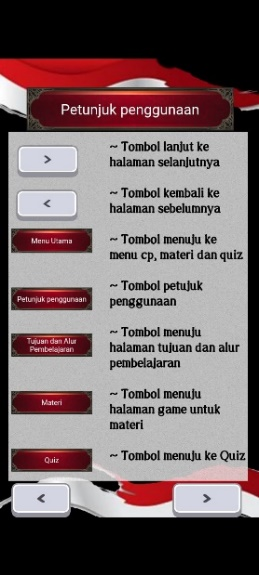 Petunjuk penggunaan
>
~ Tombol lanjut ke
halaman selanjutnya
<
~ Tombol kembali ke
halaman sebelumnya
Menu Utama
~ Tombol menuju ke
menu cp, materi dan quiz
Petunjuk penggunaan
~ Tombol petujuk
penggunaan
Tujuan dan Alur
Pembelajaran
~ Tombol menuju
halaman tujuan dan alur
pembelajaran
Materi
~ Tombol menuju
halaman game untuk
materi
Quiz
~ Tombol menuju ke Quiz
<
>